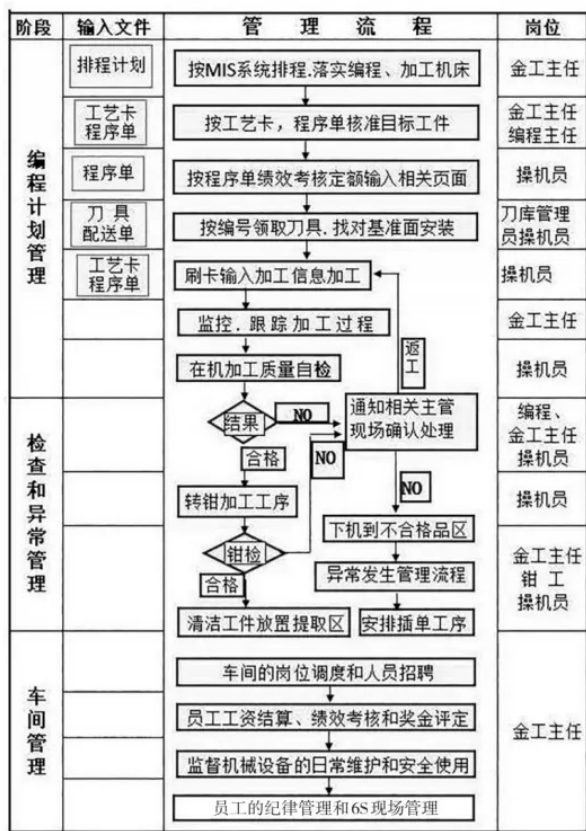 阶段 输入文件 管 理 流 程 岗位
编程计划管理
排程计划
按MIS系统排程.落实编程、加工机床
金工主任
工艺卡
程序单
按工艺卡，程序单核准目标工件
金工主任
编程主任
程序单
按程序单绩效考核定额输入相关页面
操机员
刀 具
配送单
按编号领取刀具.找对基准面安装
刀库管理
员操机员
工艺卡
程序单
刷卡输入加工信息加工
操机员
监控.跟踪加工过程
金工主任
返工
在机加工质量自检
操机员
检查和异常管理
结果
NO
通知相关主管
现场确认处理
编程、
金工主任
操机员
合格
NO
NO
转钳加工工序
操机员
下机到不合格品区
钳检
异常发生管理流程
金工主任
钳 工
操机员
合格
清洁工件放置提取区
安排插单工序
车间管理
车间的岗位调度和人员招聘
员工工资结算、绩效考核和奖金评定
金工主任
监督机械设备的日常维护和安全使用
员工的纪律管理和6S现场管理